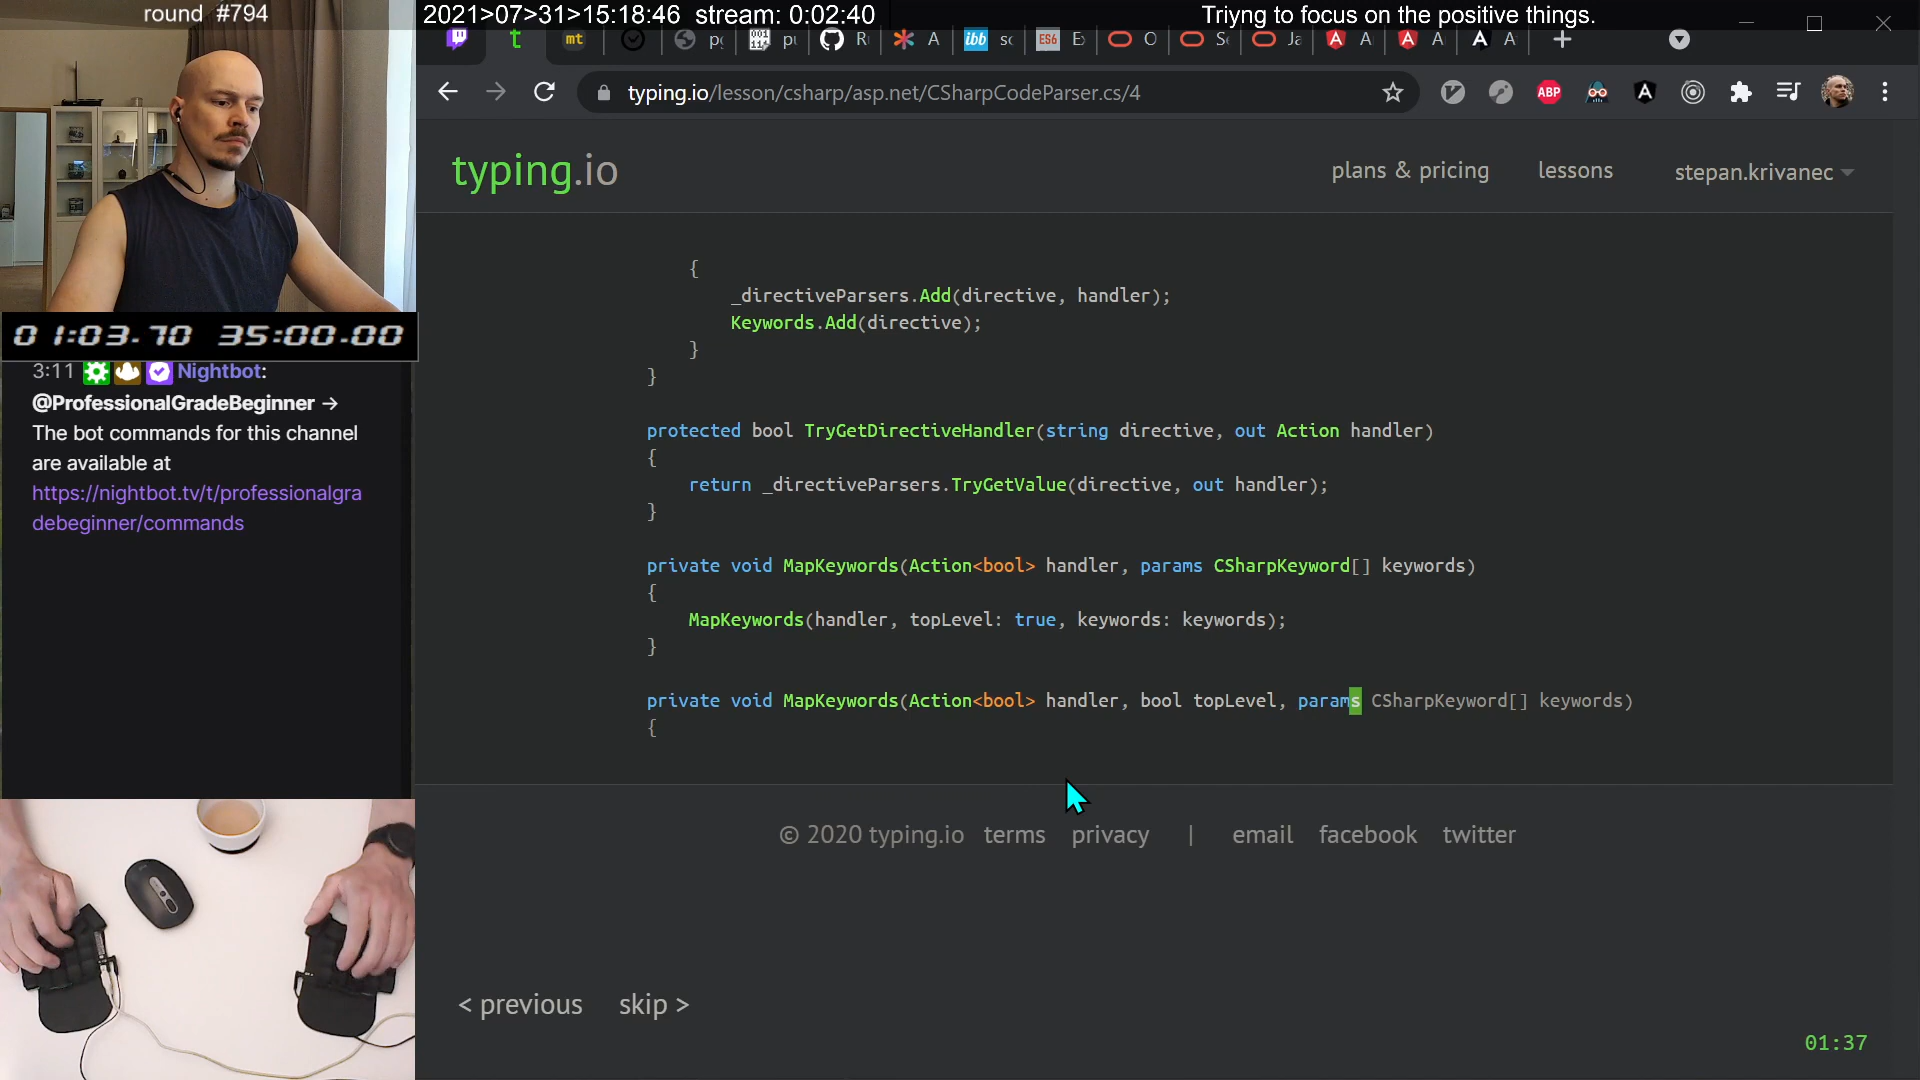 round #794
2021>07>31>15:18:46 stream: 0:02:40
Triyng to focus on the positive things.
typing.io/lesson/csharp/asp.net/CSharpCodeParser.cs/4
ABP
typing.io
plans & pricing
lessons
stepan.krivanec
{
_directiveParsers.Add(directive, handler);
Keywords.Add(directive);
}
}
protected bool TryGetDirectiveHandler(string directive, out Action handler)
{
return _directiveParsers.TryGetValue(directive, out handler);
}
private void MapKeywords(Action<bool> handler, params CSharpKeyword[] keywords)
{
MapKeywords(handler, topLevel: true, keywords: keywords);
}
private void MapKeywords(Action<bool> handler, bool topLevel, params CSharpKeyword[] keywords)
{
0 1:03.70 35:00.00
3:11 Nightbot:
@ProfessionalGradeBeginner →
The bot commands for this channel
are available at
https://nightbot.tv/t/professionalgra
debeginner/commands
© 2020 typing.io terms privacy | email facebook twitter
< previous skip >
01:37